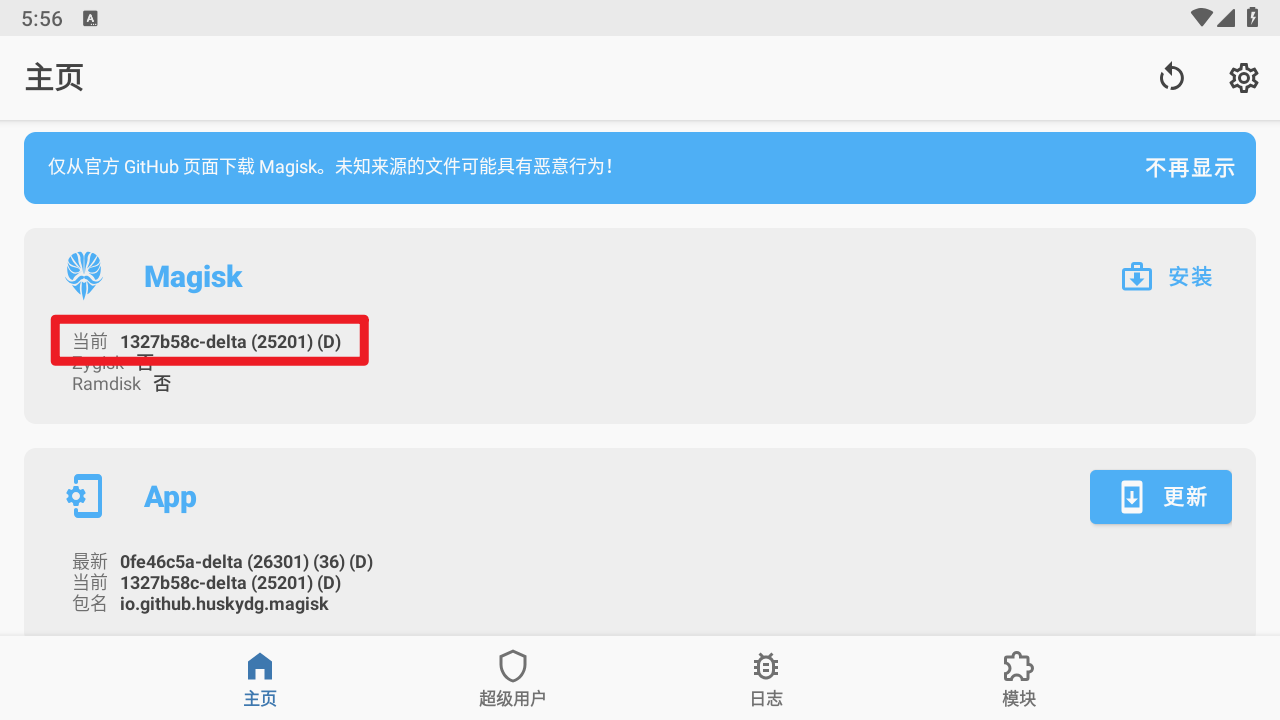 5:56
主页
仅从官方 GitHub 页面下载 Magisk。未知来源的文件可能具有恶意行为！ 不再显示
Magisk 安装
当前 1327b58c-delta (25201) (D)
Zygisk 否
Ramdisk 否
App 更新
最新 0fe46c5a-delta (26301) (36) (D)
当前 1327b58c-delta (25201) (D)
包名 io.github.huskydg.magisk
主页 超级用户 日志 模块